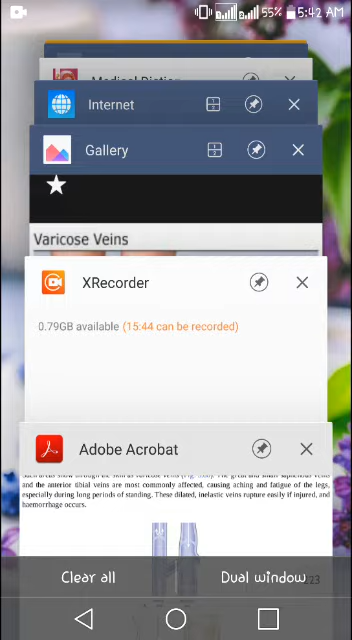 55% 5:42 AM
Medical Diction
Internet
Gallery
Varicose Veins
XRecorder
0.79GB available (15:44 can be recorded)
Adobe Acrobat
and the anterior tibial veins are most commonly affected, causing aching and fatigue of the legs,
especially during long periods of standing. These dilated, inelastic veins rupture easily if injured, and
haemorrhage occurs.
Clear all
Dual window
23